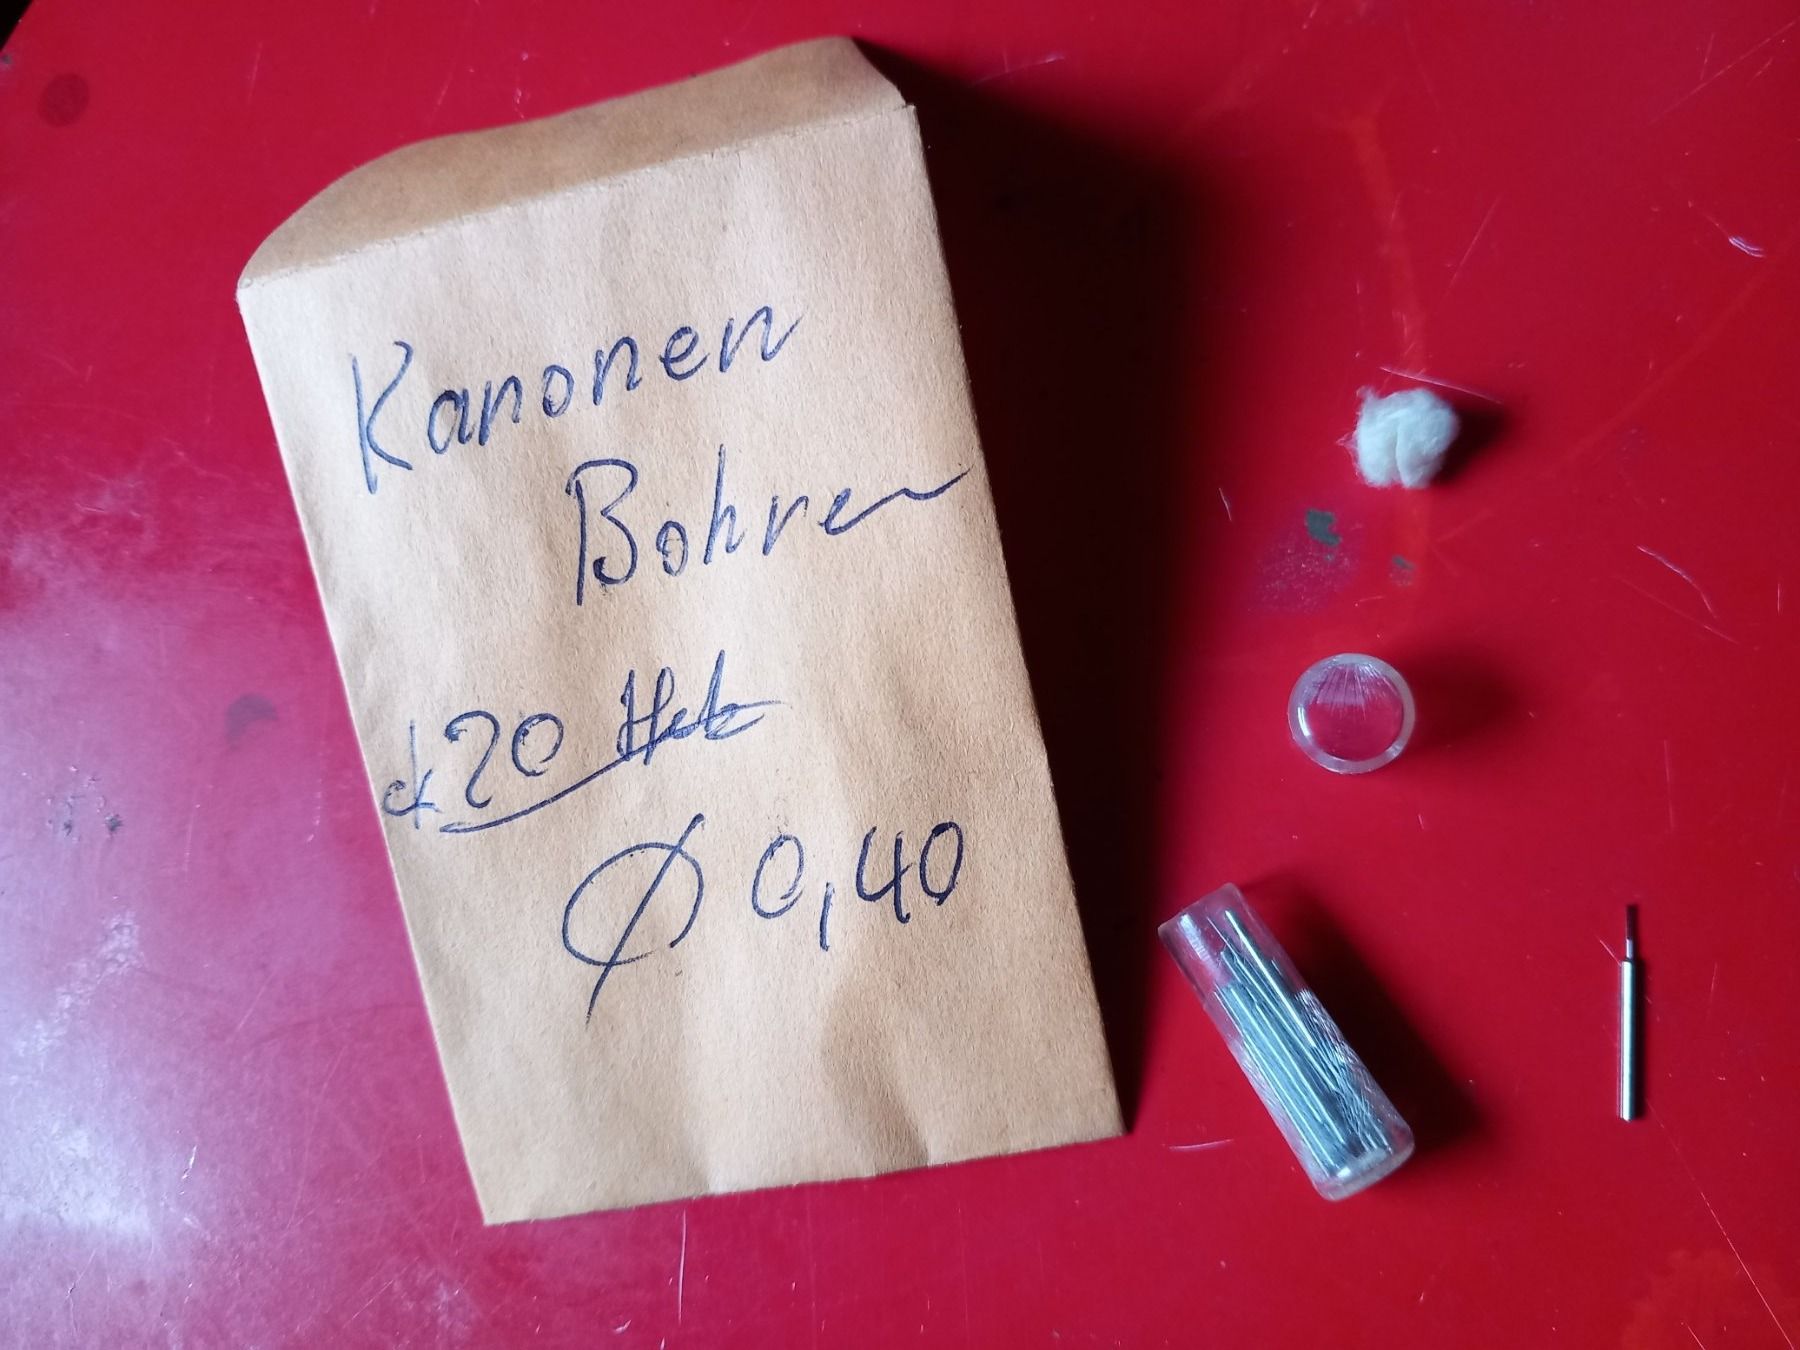 Kanonen
Bohrer
20
Ø 0,40